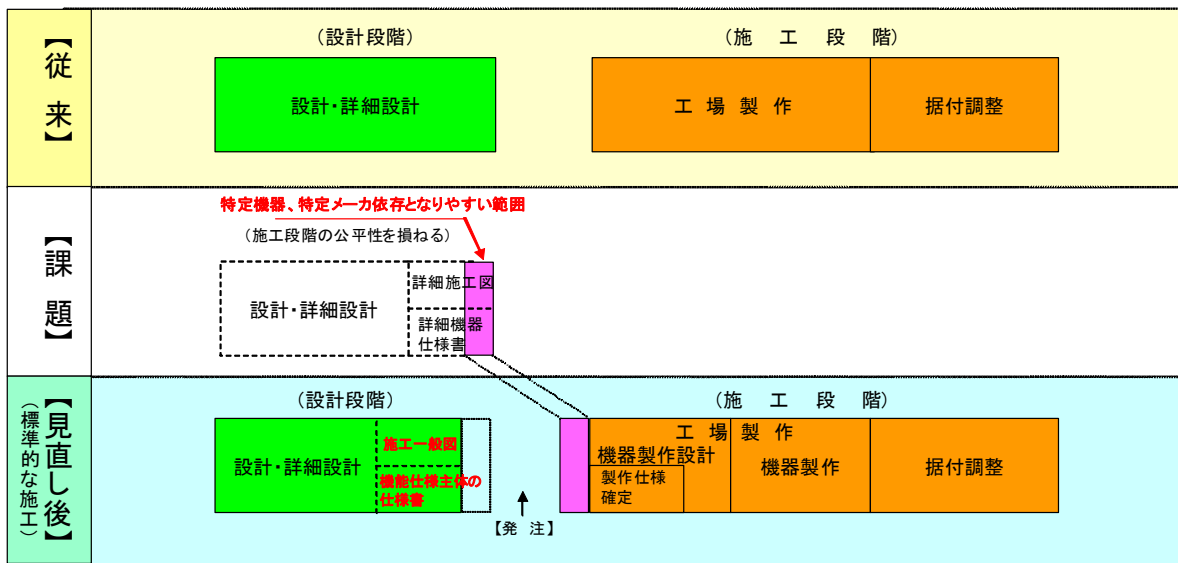 【従来】
(設計段階)
(施 工 段 階)
設計・詳細設計
工 場 製 作
据付調整
【課題】
特定機器、特定メーカ依存となりやすい範囲
(施工段階の公平性を損ねる)
設計・詳細設計
詳細施工図
詳細機器
仕様書
【見直し後】
(標準的な施工)
(設計段階)
(施 工 段 階)
設計・詳細設計
施工一般図
機能仕様主体の
仕様書
【発 注】
工 場 製 作
機器製作設計
製作仕様
確定
機器製作
据付調整